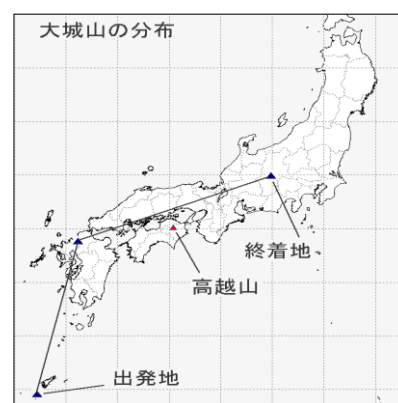 大城山の分布
終着地
高越山
出発地